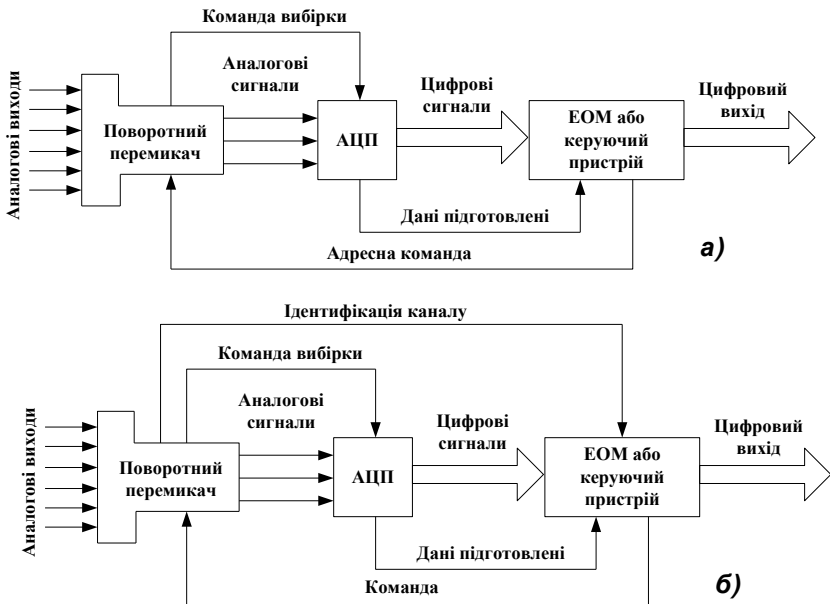 Команда вибірки
Аналогові
сигнали
Цифрові
сигнали
Цифровий
вихід
Аналогові виходи
Поворотний
перемикач
АЦП
ЕОМ або
керуючий
пристрій
Дані підготовлені
Адресна команда
а)
Ідентифікація каналу
Команда вибірки
Аналогові
сигнали
Цифрові
сигнали
Цифровий
вихід
Аналогові виходи
Поворотний
перемикач
АЦП
ЕОМ або
керуючий
пристрій
Дані підготовлені
Команда
б)